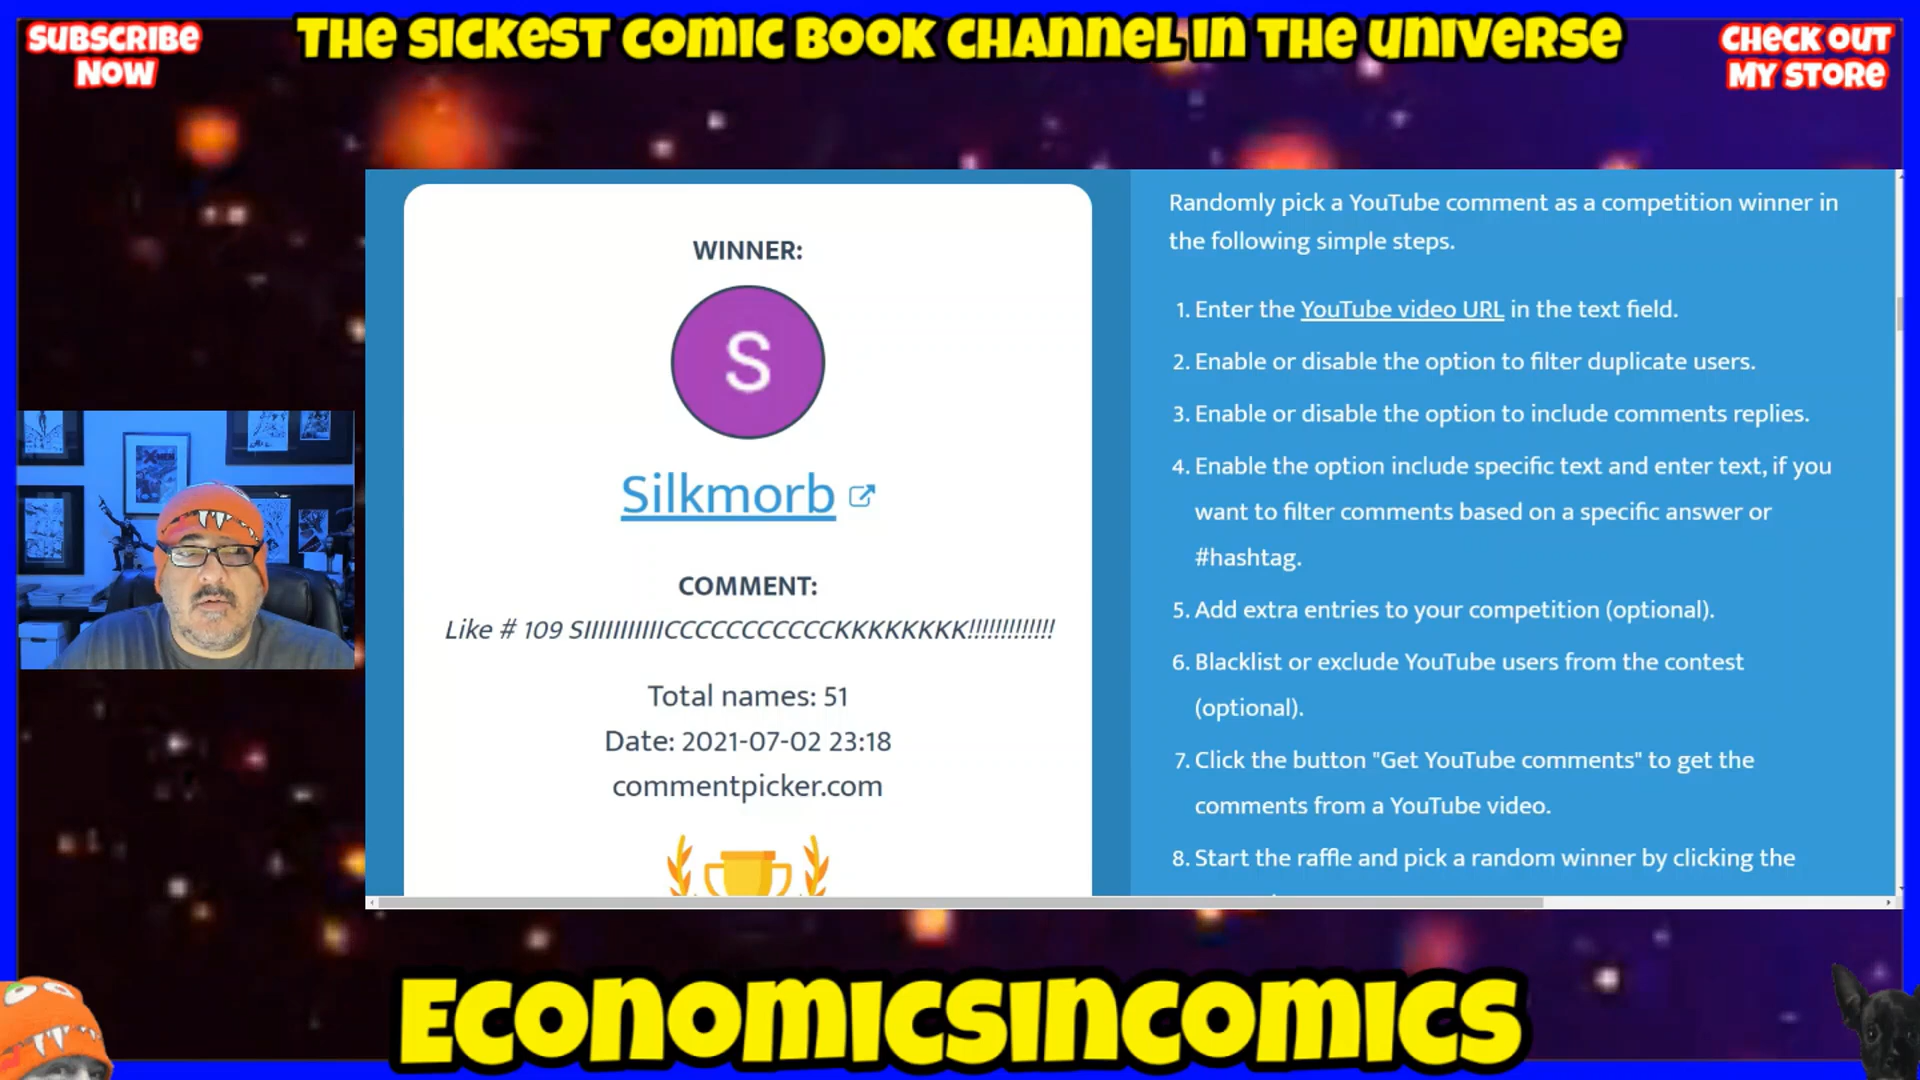 SUBSCRIBE
NOW
THE SICKEST COMIC BOOK CHANNEL IN THE UNIVERSE
CHECK OUT
MY STORE
WINNER:
S
Silkmorb
COMMENT:
Like # 109 SIIIIIIIIIIICCCCCCCCCCCKKKKKKKK!!!!!!!!!!!!!
Total names: 51
Date: 2021-07-02 23:18
commentpicker.com
Randomly pick a YouTube comment as a competition winner in
the following simple steps.
1. Enter the YouTube video URL in the text field.
2. Enable or disable the option to filter duplicate users.
3. Enable or disable the option to include comments replies.
4. Enable the option include specific text and enter text, if you
want to filter comments based on a specific answer or
#hashtag.
5. Add extra entries to your competition (optional).
6. Blacklist or exclude YouTube users from the contest
(optional).
7. Click the button "Get YouTube comments" to get the
comments from a YouTube video.
8. Start the raffle and pick a random winner by clicking the
X-MEN
EconomicsInComics